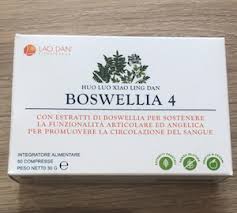 LAO DAN
HUO LUO XIAO LING DAN
BOSWELLIA 4
CON ESTRATTI DI BOSWELLIA PER SOSTENERE
LA FUNZIONALITÀ ARTICOLARE ED ANGELICA
PER PROMUOVERE LA CIRCOLAZIONE DEL SANGUE
INTEGRATORE ALIMENTARE
60 COMPRESSE
PESO NETTO 30 G e